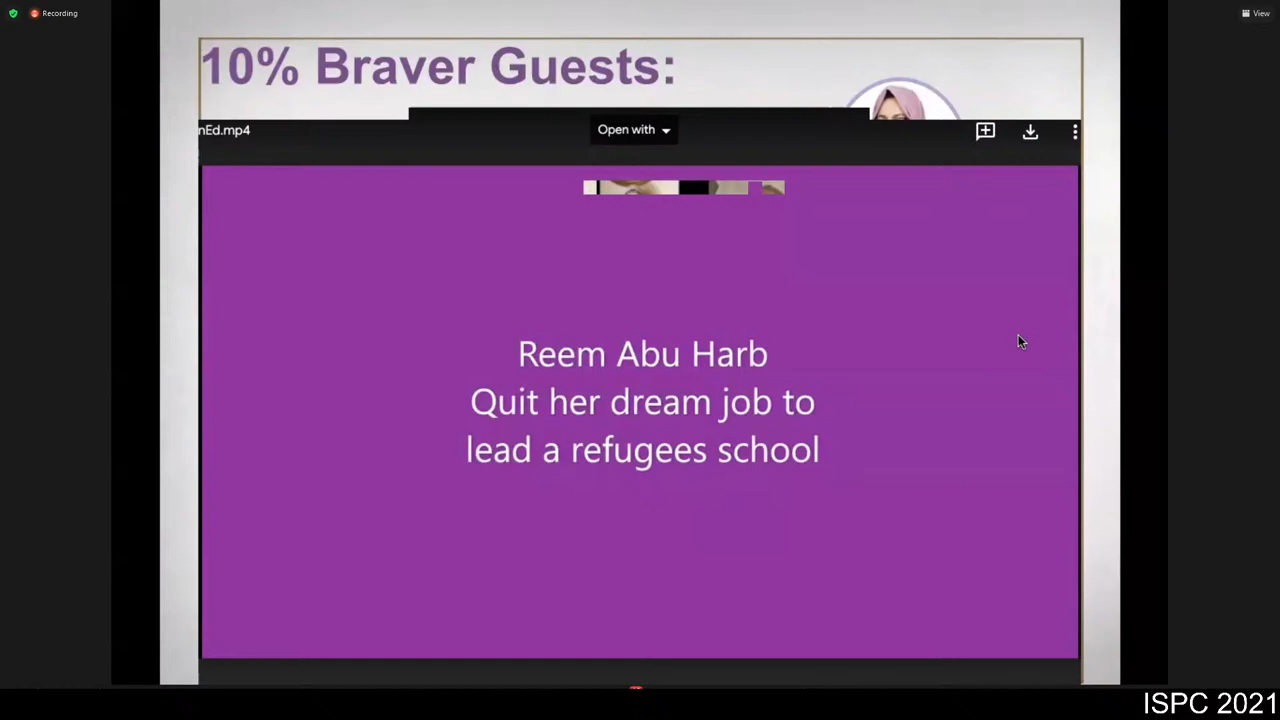 Recording
View
10% Braver Guests:
nEd.mp4
Open with
Reem Abu Harb
Quit her dream job to
lead a refugees school
ISPC 2021